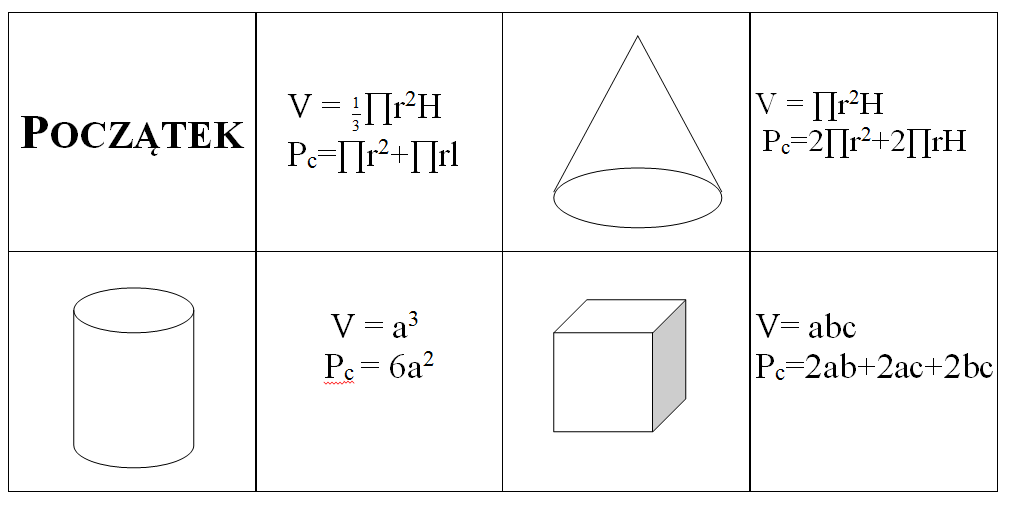 POCZĄTEK
V = ⅓∏r²H
Pc=∏r²+∏rl
V = ∏r²H
Pc=2∏r²+2∏rH
V = a³
Pc = 6a²
V= abc
Pc=2ab+2ac+2bc